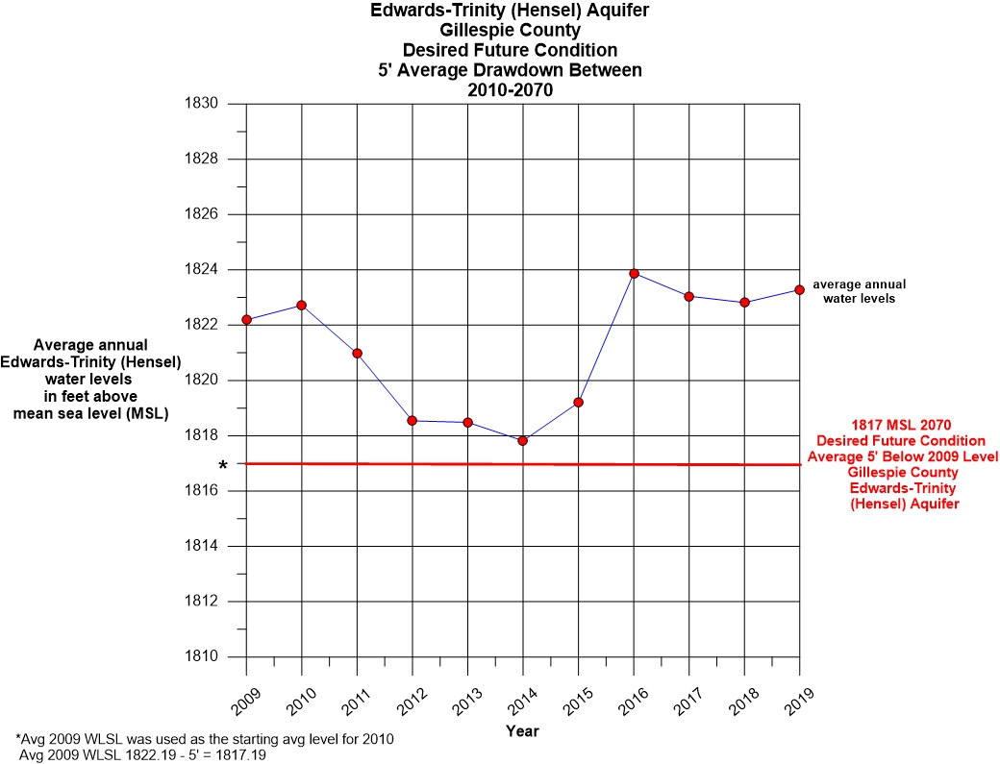 Edwards-Trinity (Hensel) Aquifer
Gillespie County
Desired Future Condition
5' Average Drawdown Between
2010-2070
1830
1828
1826
1824
1822
1820
1818
*
1816
1814
1812
1810
Average annual
Edwards-Trinity (Hensel)
water levels
in feet above
mean sea level (MSL)
average annual
water levels
1817 MSL 2070
Desired Future Condition
Average 5' Below 2009 Level
Gillespie County
Edwards-Trinity
(Hensel) Aquifer
2009 2010 2011 2012 2013 2014 2015 2016 2017 2018 2019
Year
*Avg 2009 WLSL was used as the starting avg level for 2010
Avg 2009 WLSL 1822.19 - 5' = 1817.19